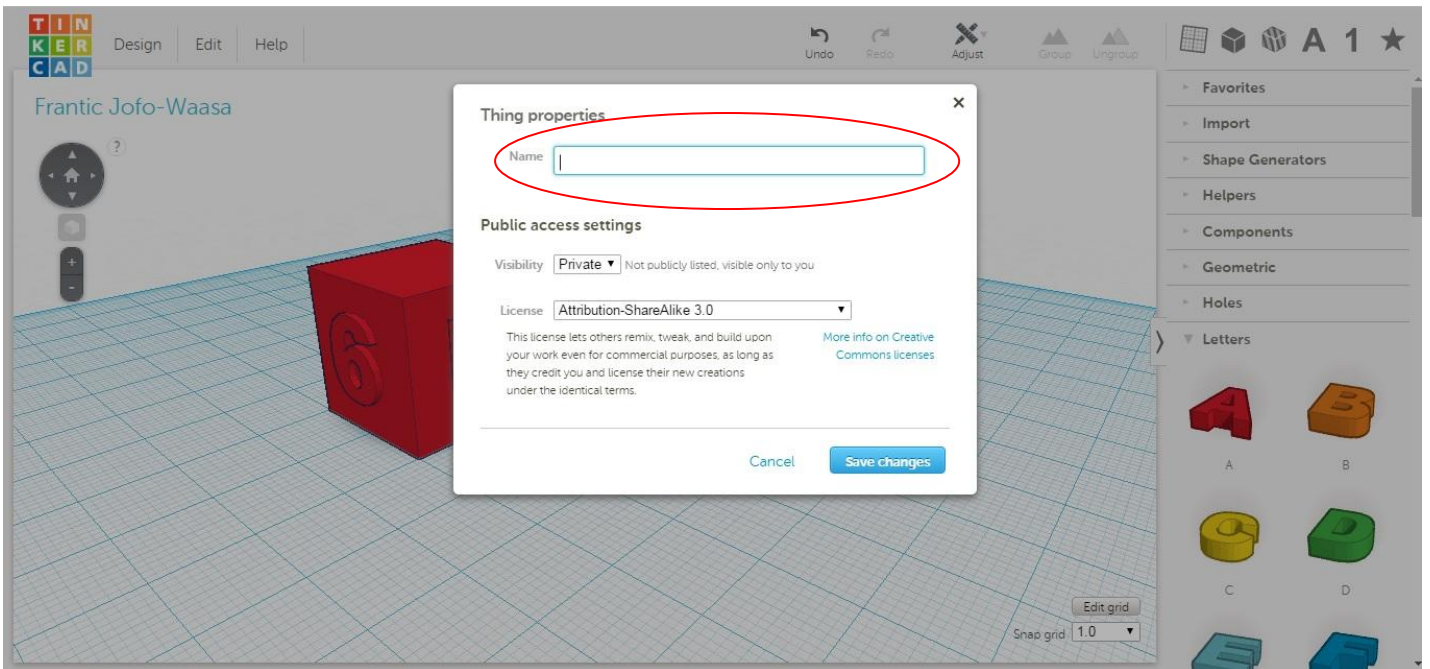 TIN
KER
CAD
Design Edit Help
Undo Redo Adjust Group Ungroup
A 1
Frantic Jofo-Waasa
?
+
-
6
Thing properties ×
Name
Public access settings
Visibility Private Not publicly listed, visible only to you
License Attribution-ShareAlike 3.0
This license lets others remix, tweak, and build upon
your work even for commercial purposes, as long as
they credit you and license their new creations
under the identical terms.
More info on Creative
Commons licenses
Cancel Save changes
Favorites
Import
Shape Generators
Helpers
Components
Geometric
Holes
Letters
A B
A B
C D
C D
E F
Edit grid
Snap grid 1.0